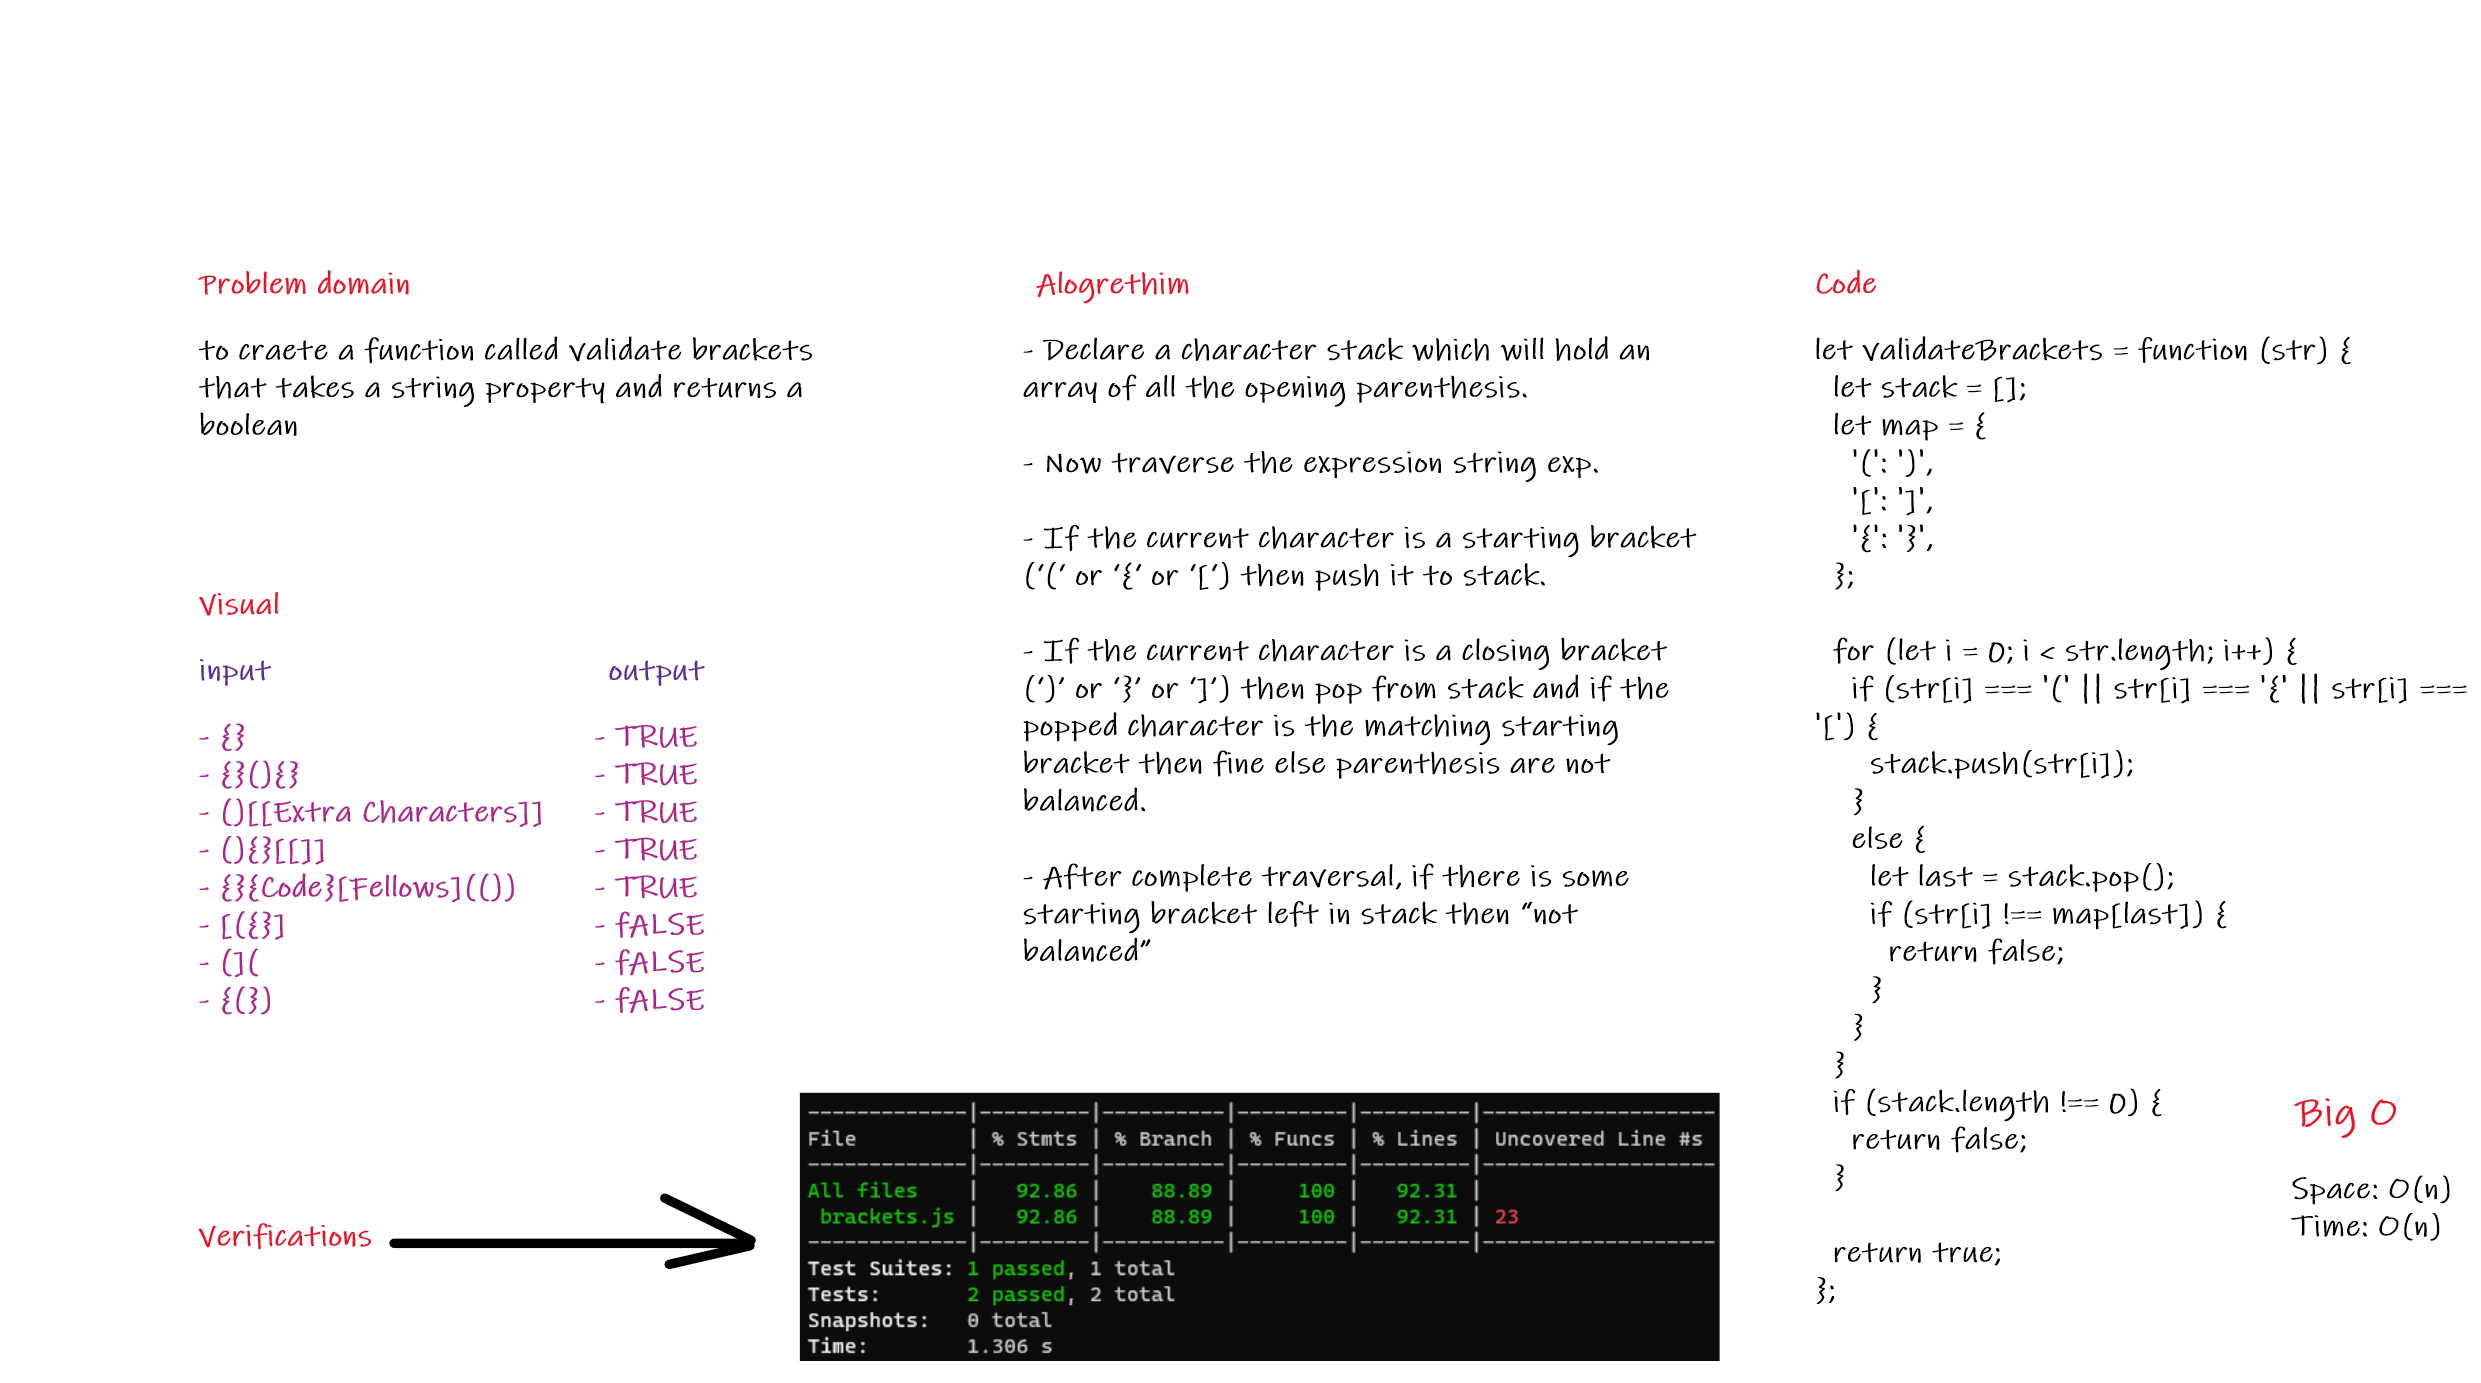 Problem domain
to craete a function called validate brackets
that takes a string property and returns a
boolean
Visual
input output
- {} - TRUE
- {}(){} - TRUE
- ()[[Extra Characters]] - TRUE
- (){}[[]] - TRUE
- {}{Code}[Fellows](()) - TRUE
- [({}] - fALSE
- (]( - fALSE
- {(}) - fALSE
Alogrethim
- Declare a character stack which will hold an
array of all the opening parenthesis.
- Now traverse the expression string exp.
- If the current character is a starting bracket
(‘(‘ or ‘{‘ or ‘[‘) then push it to stack.
- If the current character is a closing bracket
(‘)’ or ‘}’ or ‘]’) then pop from stack and if the
popped character is the matching starting
bracket then fine else parenthesis are not
balanced.
- After complete traversal, if there is some
starting bracket left in stack then “not
balanced”
Code
let validateBrackets = function (str) {
let stack = [];
let map = {
'(': ')',
'[': ']',
'{': '}',
};
for (let i = 0; i < str.length; i++) {
if (str[i] === '(' || str[i] === '{' || str[i] ===
'[') {
stack.push(str[i]);
}
else {
let last = stack.pop();
if (str[i] !== map[last]) {
return false;
}
}
}
if (stack.length !== 0) {
return false;
}
return true;
};
Big O
Space: O(n)
Time: O(n)
Verifications
-------------|---------|----------|---------|---------|-------------------
File | % Stmts | % Branch | % Funcs | % Lines | Uncovered Line #s
-------------|---------|----------|---------|---------|-------------------
All files | 92.86 | 88.89 | 100 | 92.31 |
brackets.js | 92.86 | 88.89 | 100 | 92.31 | 23
-------------|---------|----------|---------|---------|-------------------
Test Suites: 1 passed, 1 total
Tests: 2 passed, 2 total
Snapshots: 0 total
Time: 1.306 s